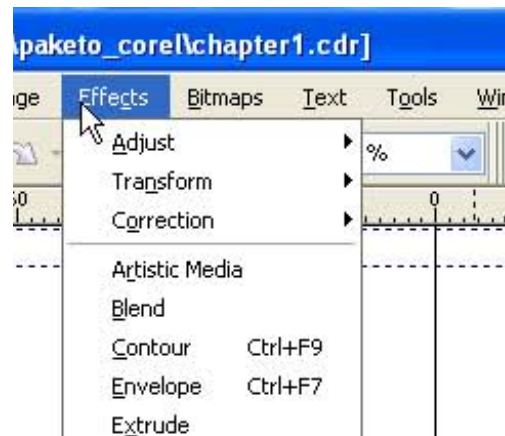 \paketo_corel\chapter1.cdr]
ge Effects Bitmaps Text Tools Wi
Adjust %
Transform
0
Correction
Artistic Media
Blend
Contour Ctrl+F9
Envelope Ctrl+F7
Extrude